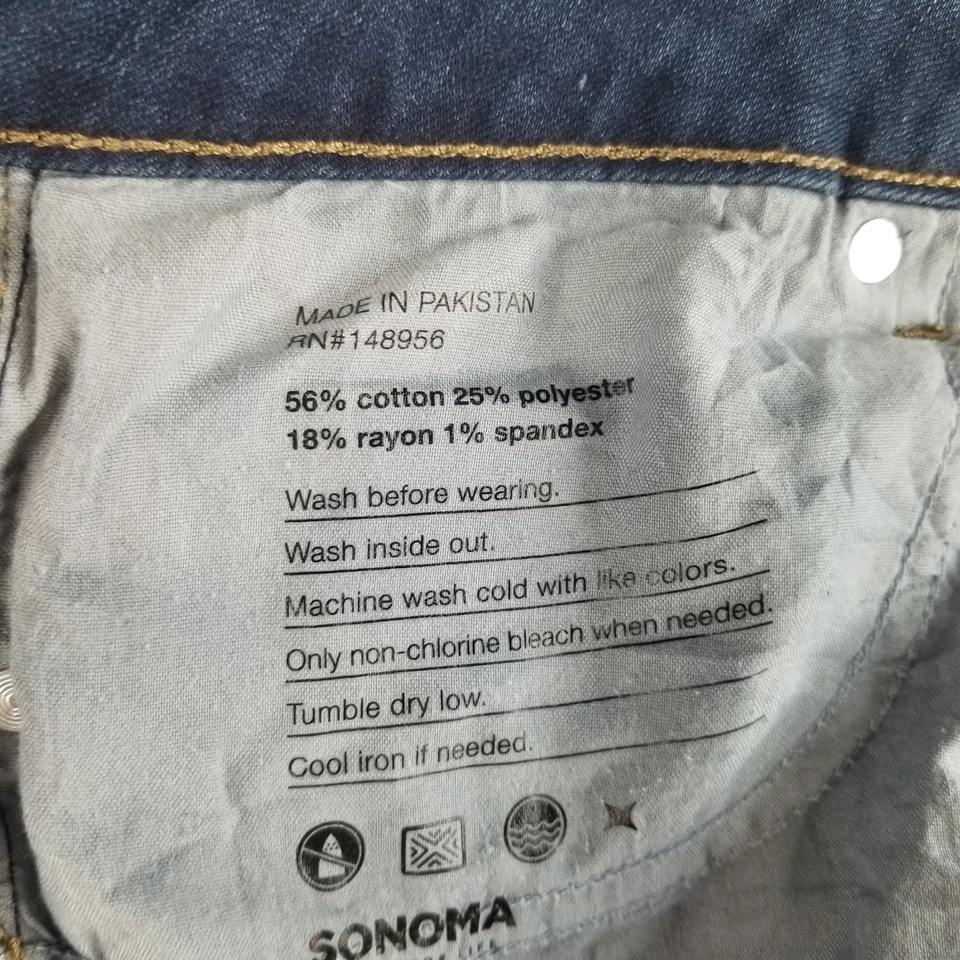 MADE IN PAKISTAN
RN#148956
56% cotton 25% polyester
18% rayon 1% spandex
Wash before wearing.
Wash inside out.
Machine wash cold with like colors.
Only non-chlorine bleach when needed.
Tumble dry low.
Cool iron if needed.
SONOMA